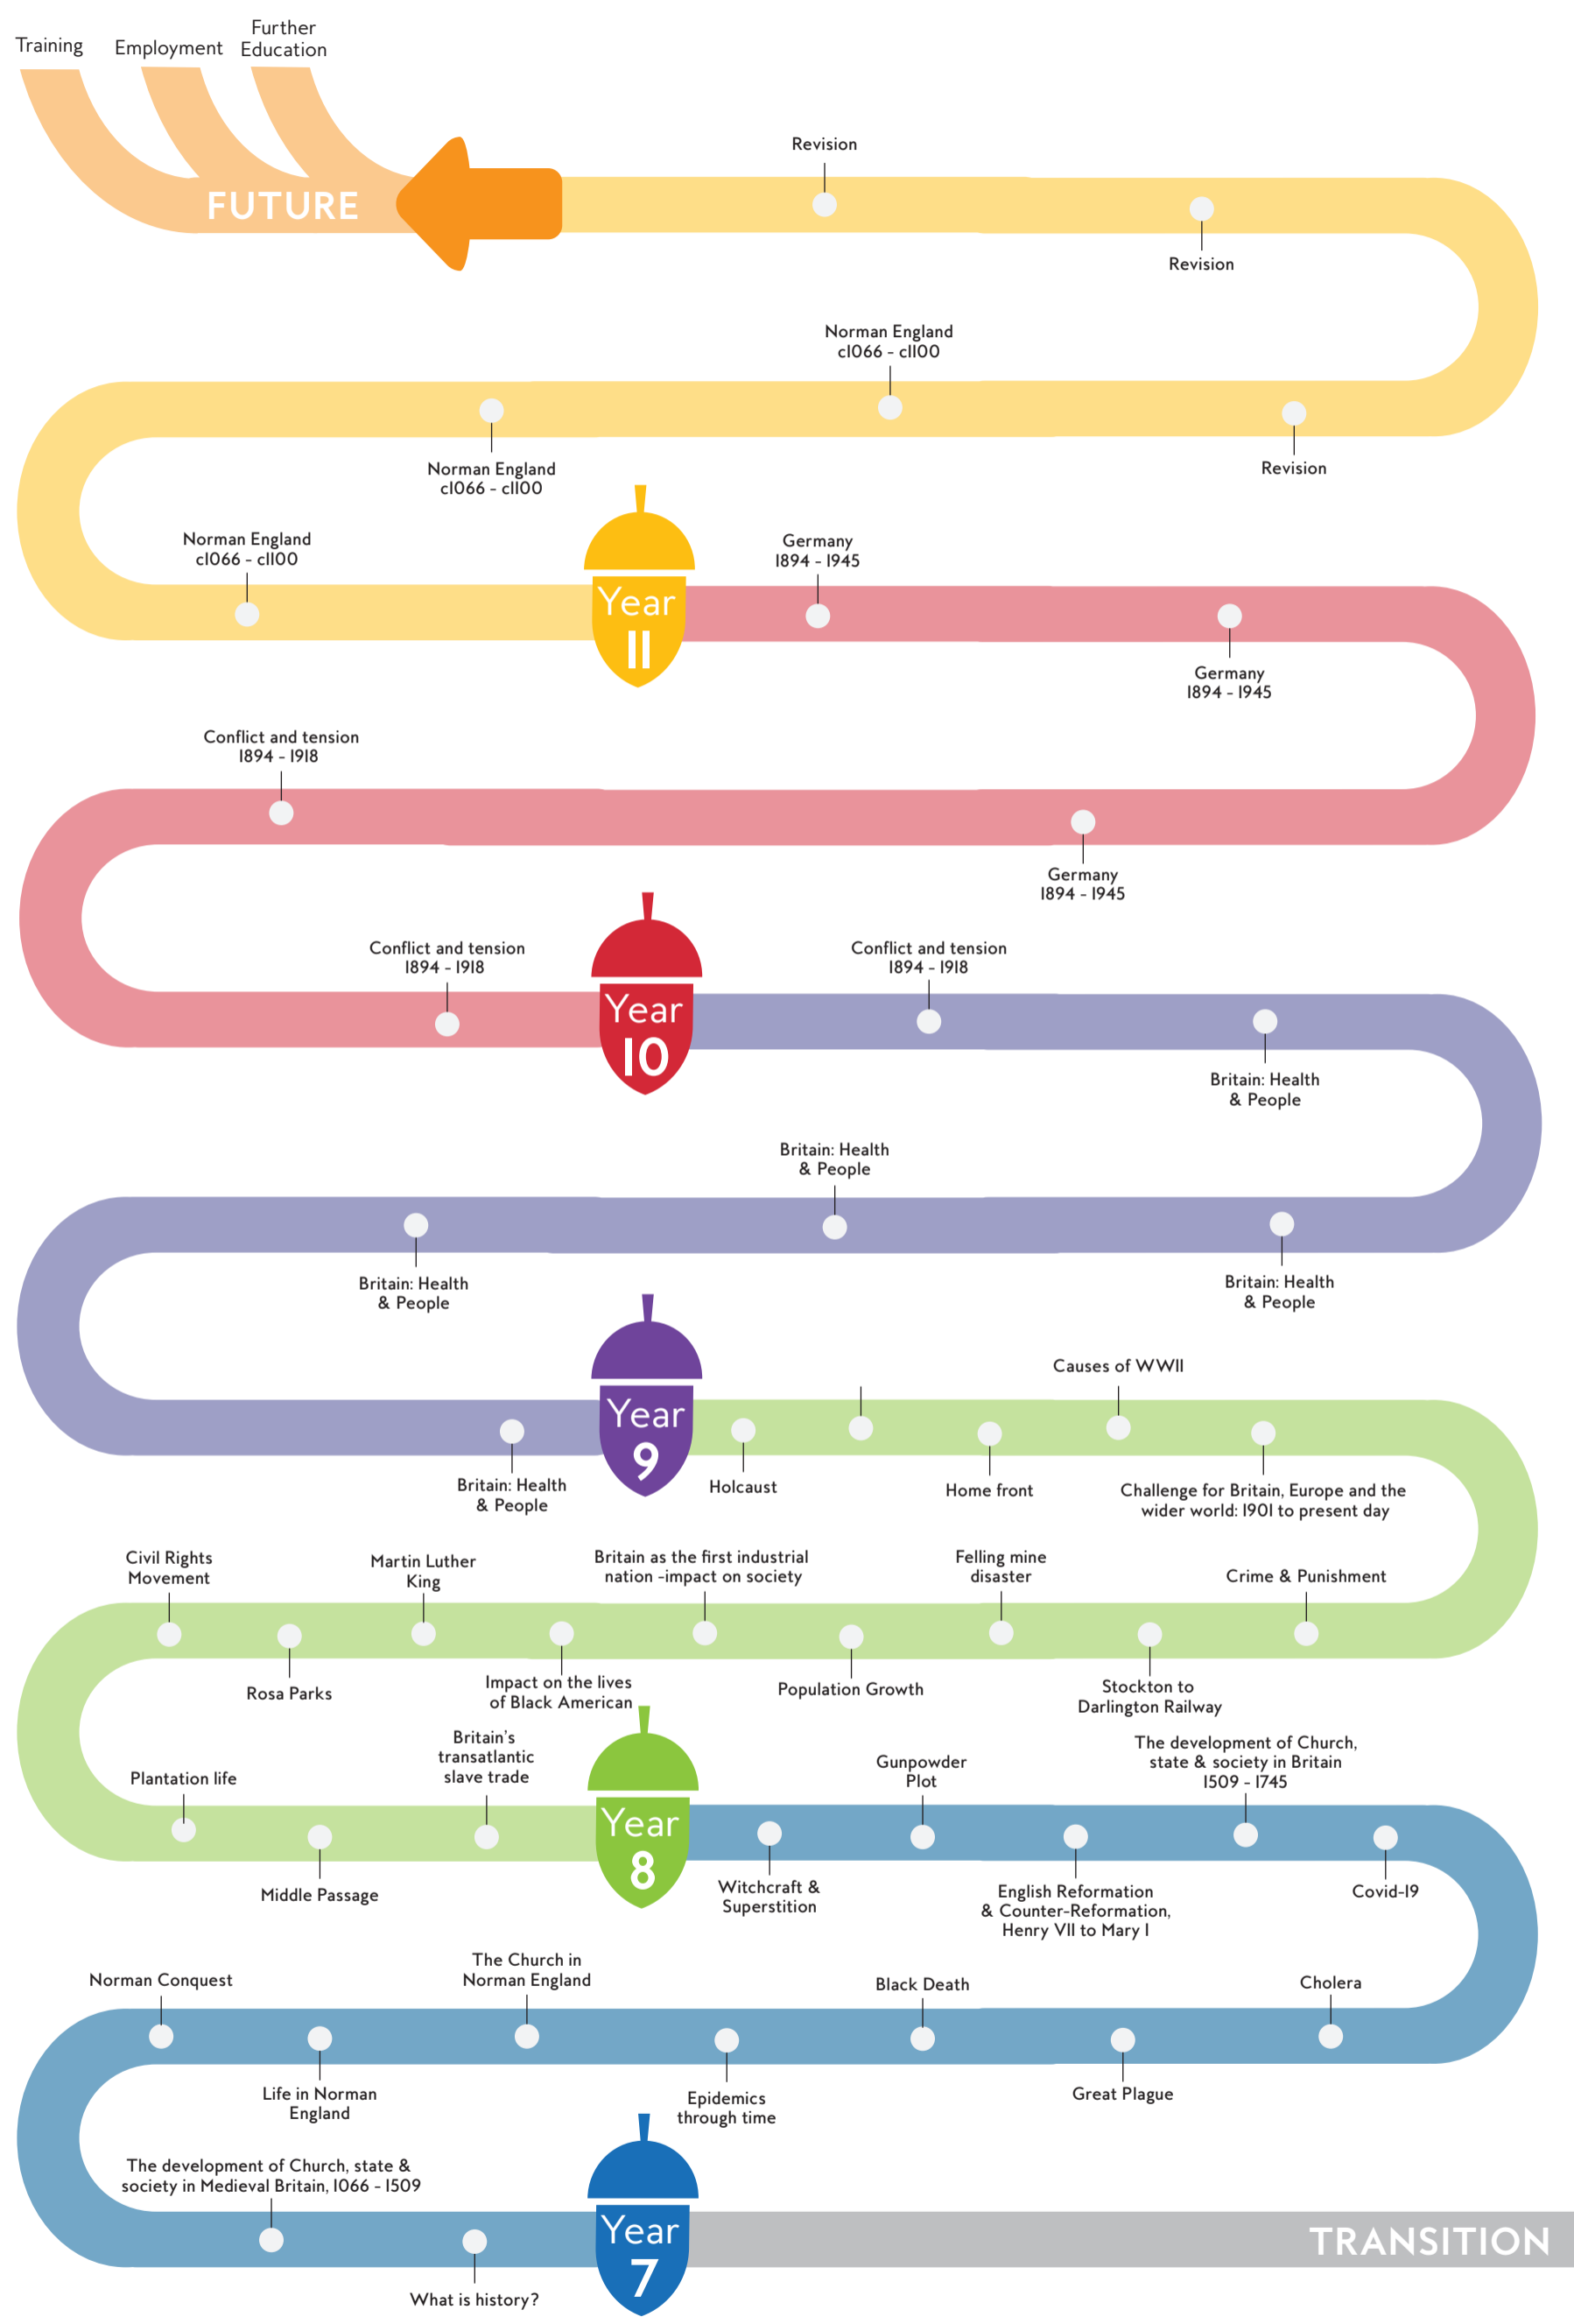 Training
Employment
Further
Education
FUTURE
Revision
Revision
Norman England
c1066 - c1100
Norman England
c1066 - c1100
Revision
Norman England
c1066 - c1100
Year
11
Germany
1894 - 1945
Germany
1894 - 1945
Conflict and tension
1894 - 1918
Germany
1894 - 1945
Conflict and tension
1894 - 1918
Year
10
Conflict and tension
1894 - 1918
Britain: Health
& People
Britain: Health
& People
Britain: Health
& People
Britain: Health
& People
Britain: Health
& People
Year
9
Holcaust
Home front
Causes of WWII
Challenge for Britain, Europe and the
wider world: 1901 to present day
Civil Rights
Movement
Rosa Parks
Martin Luther
King
Impact on the lives
of Black American
Britain as the first industrial
nation -impact on society
Population Growth
Felling mine
disaster
Stockton to
Darlington Railway
Crime & Punishment
Plantation life
Middle Passage
Britain's
transatlantic
slave trade
Year
8
Witchcraft &
Superstition
Gunpowder
Plot
English Reformation
& Counter-Reformation,
Henry VII to Mary I
The development of Church,
state & society in Britain
1509 - 1745
Covid-19
Norman Conquest
Life in Norman
England
The Church in
Norman England
Epidemics
through time
Black Death
Great Plague
Cholera
The development of Church, state &
society in Medieval Britain, 1066 - 1509
What is history?
Year
7
TRANSITION